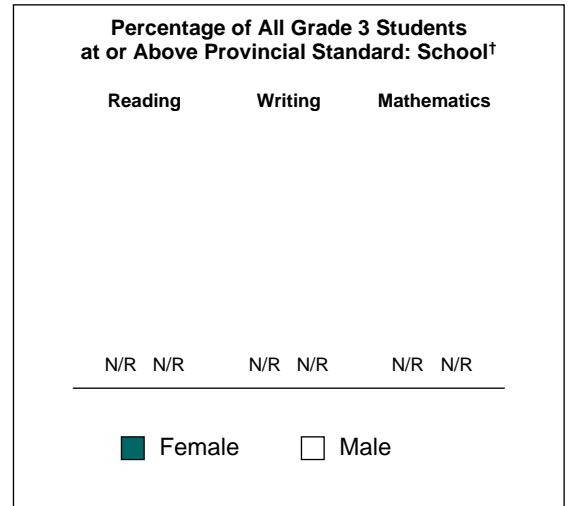 Percentage of All Grade 3 Students
at or Above Provincial Standard: School†
Reading Writing Mathematics
N/R N/R N/R N/R N/R N/R
Female Male